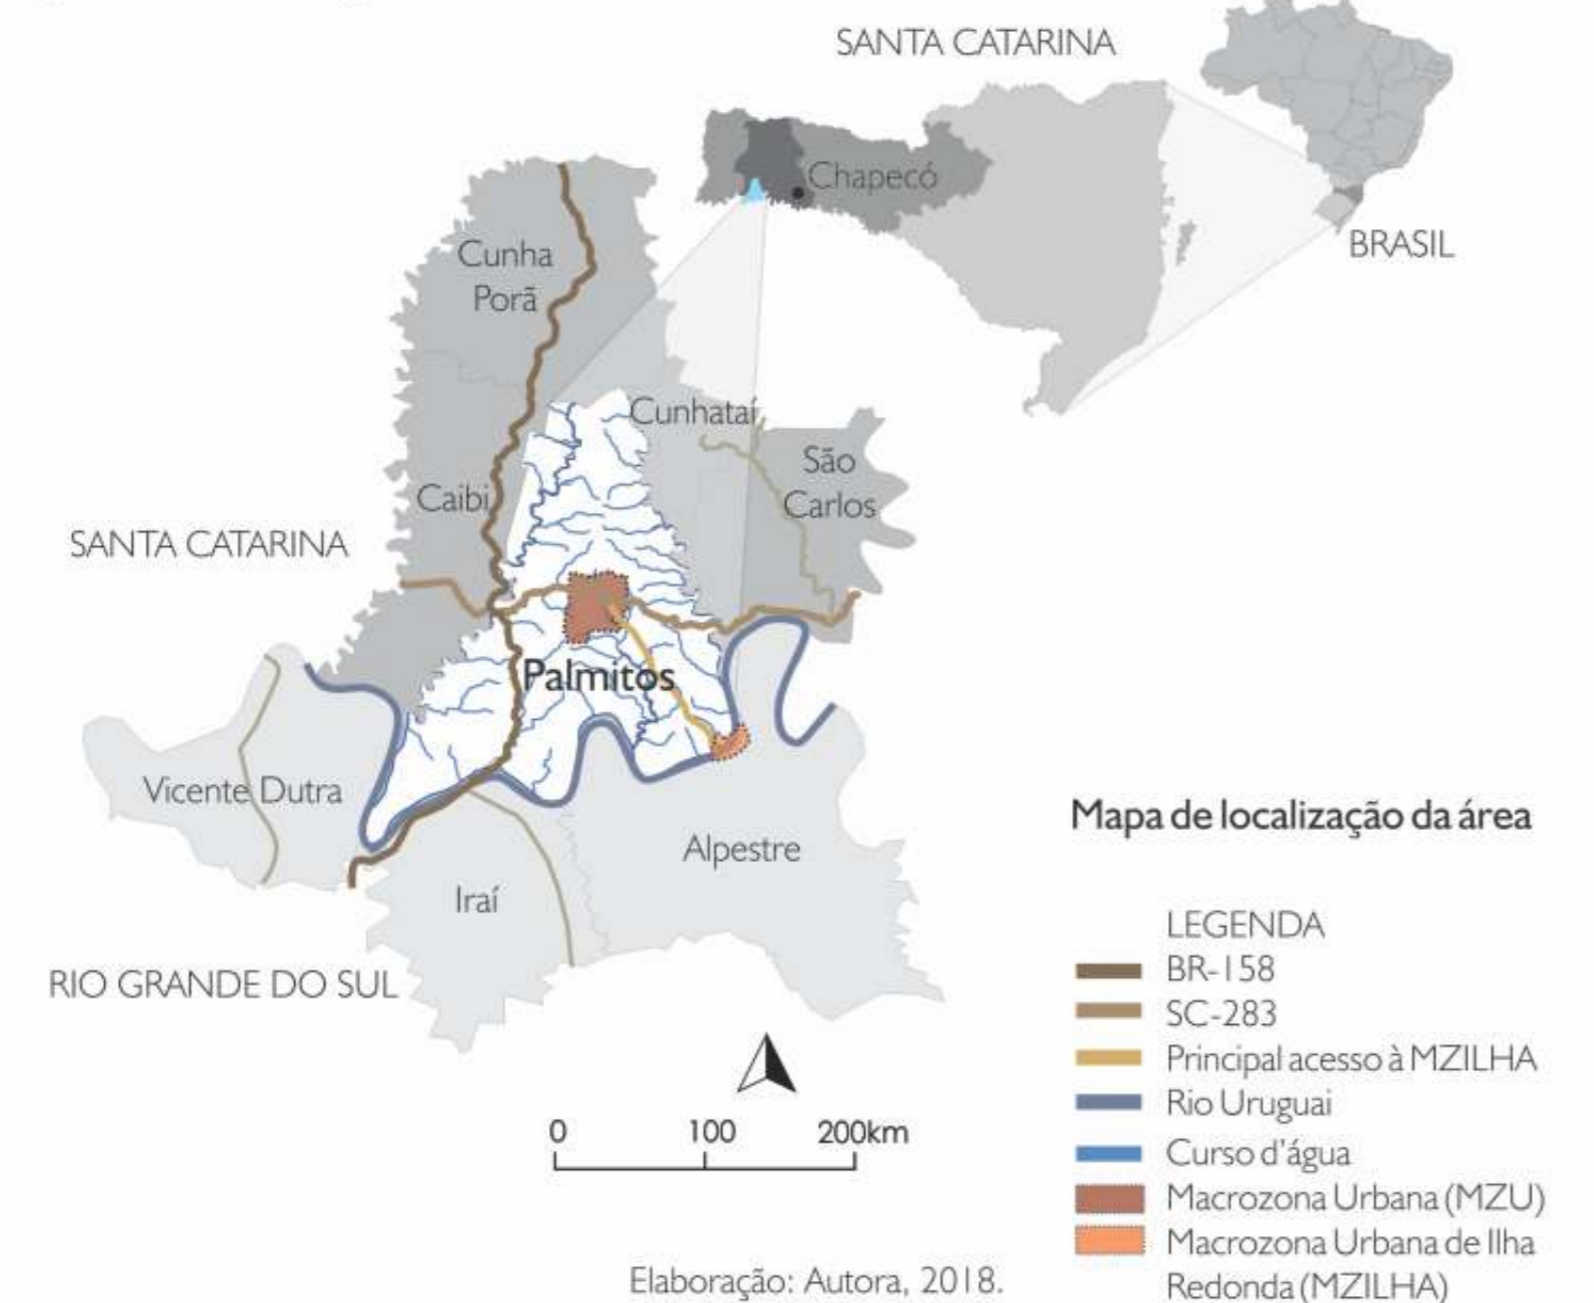 SANTA CATARINA
Chapecó
BRASIL
Cunha
Porã
Cunhataí
São
Carlos
Caibi
SANTA CATARINA
Palmitos
Vicente Dutra
Alpestre
Iraí
RIO GRANDE DO SUL
Mapa de localização da área
LEGENDA
BR-158
SC-283
Principal acesso à MZILHA
Rio Uruguai
Curso d'água
Macrozona Urbana (MZU)
Macrozona Urbana de Ilha
Redonda (MZILHA)
0 100 200km
Elaboração: Autora, 2018.